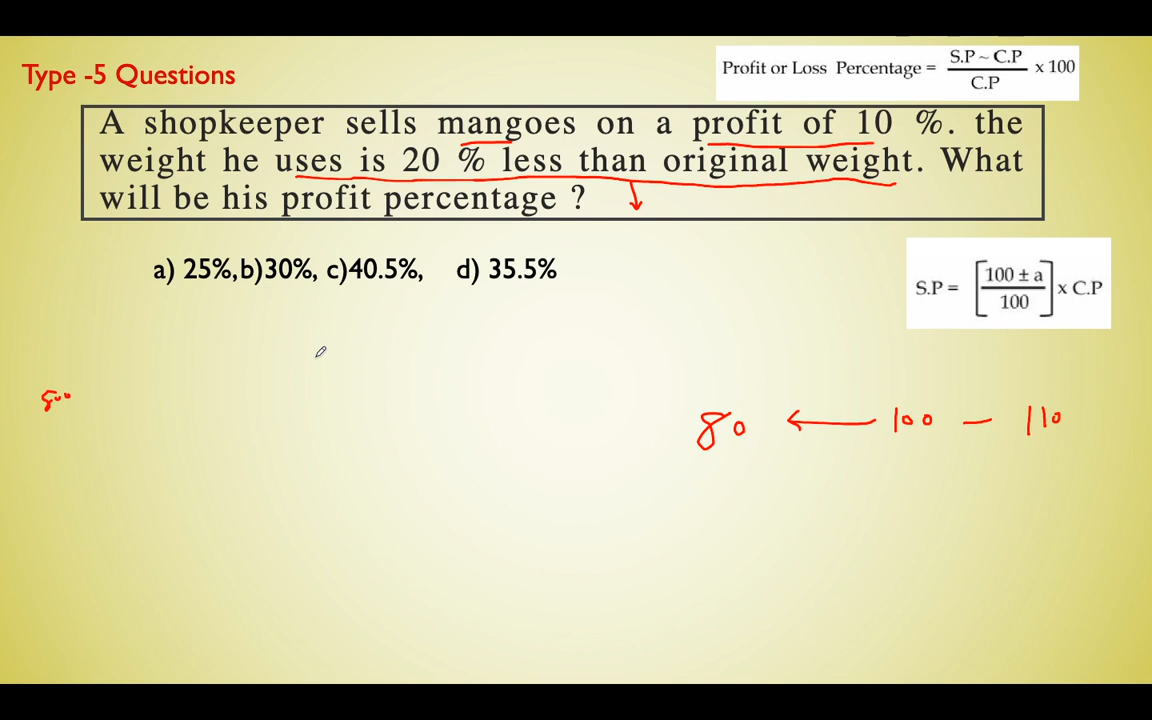 Type -5 Questions
Profit or Loss Percentage = S.P ~ C.P / C.P x 100
A shopkeeper sells mangoes on a profit of 10 %. the
weight he uses is 20 % less than original weight. What
will be his profit percentage ?
a) 25%,b)30%, c)40.5%, d) 35.5%
S.P = [100 ± a / 100] x C.P
800
80 ← 100 – 110